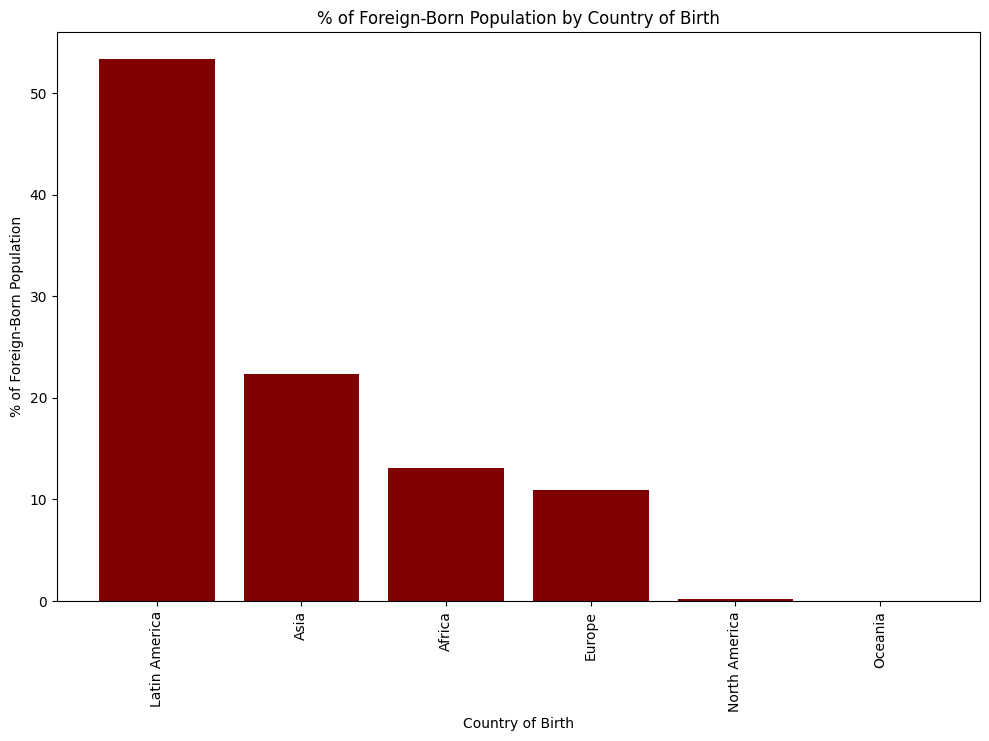 % of Foreign-Born Population by Country of Birth
% of Foreign-Born Population
50
40
30
20
10
0
Latin America
Asia
Africa
Europe
North America
Oceania
Country of Birth